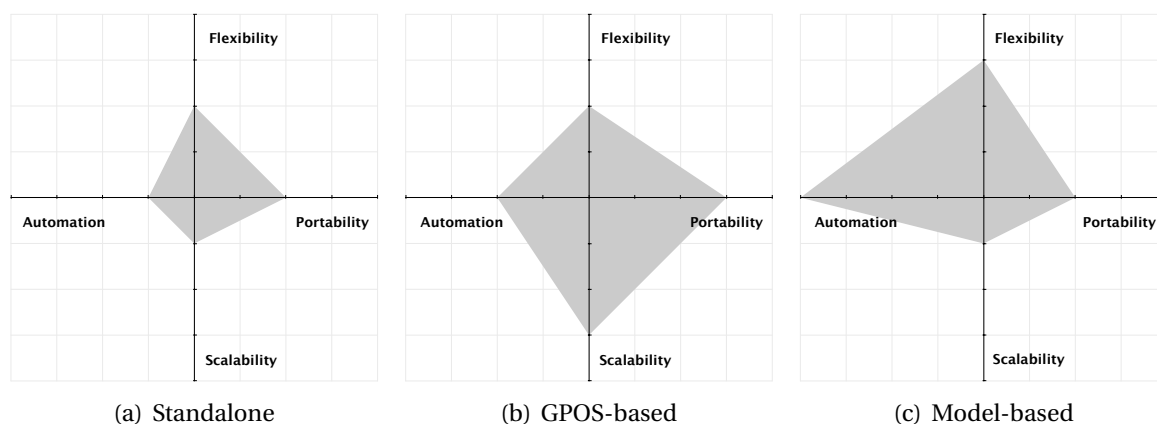 Flexibility
Automation
Portability
Scalability
(a) Standalone
Flexibility
Automation
Portability
Scalability
(b) GPOS-based
Flexibility
Automation
Portability
Scalability
(c) Model-based